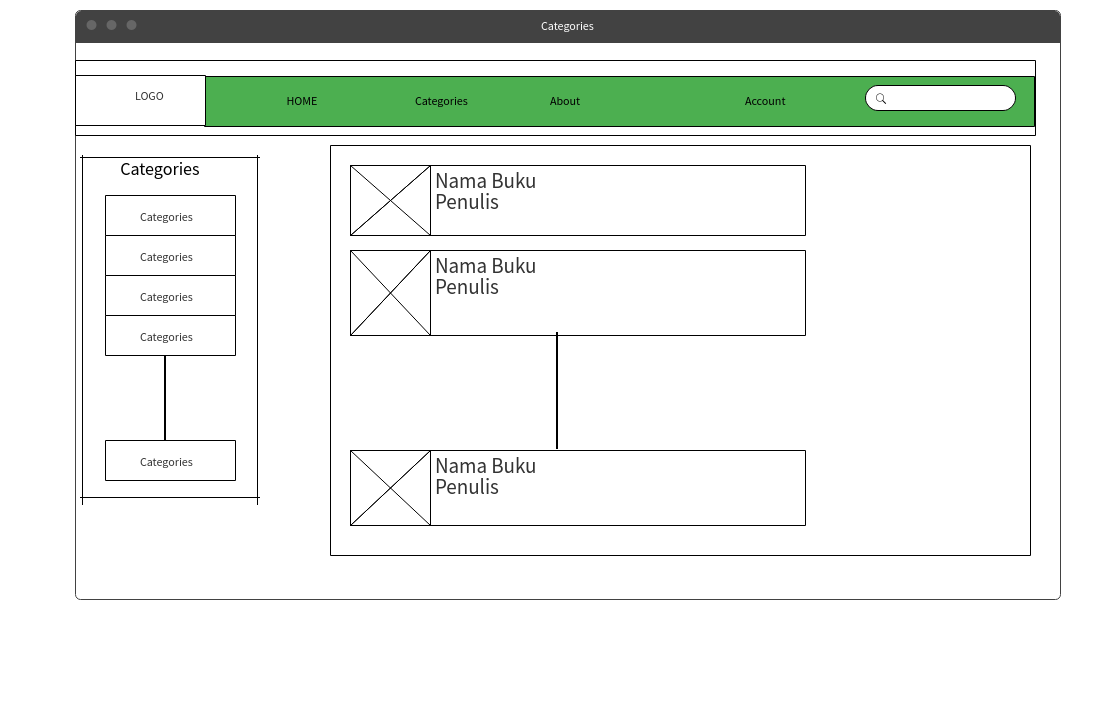 Categories
LOGO
HOME
Categories
About
Account
Categories
Categories
Categories
Categories
Categories
Categories
Nama Buku
Penulis
Nama Buku
Penulis
Nama Buku
Penulis